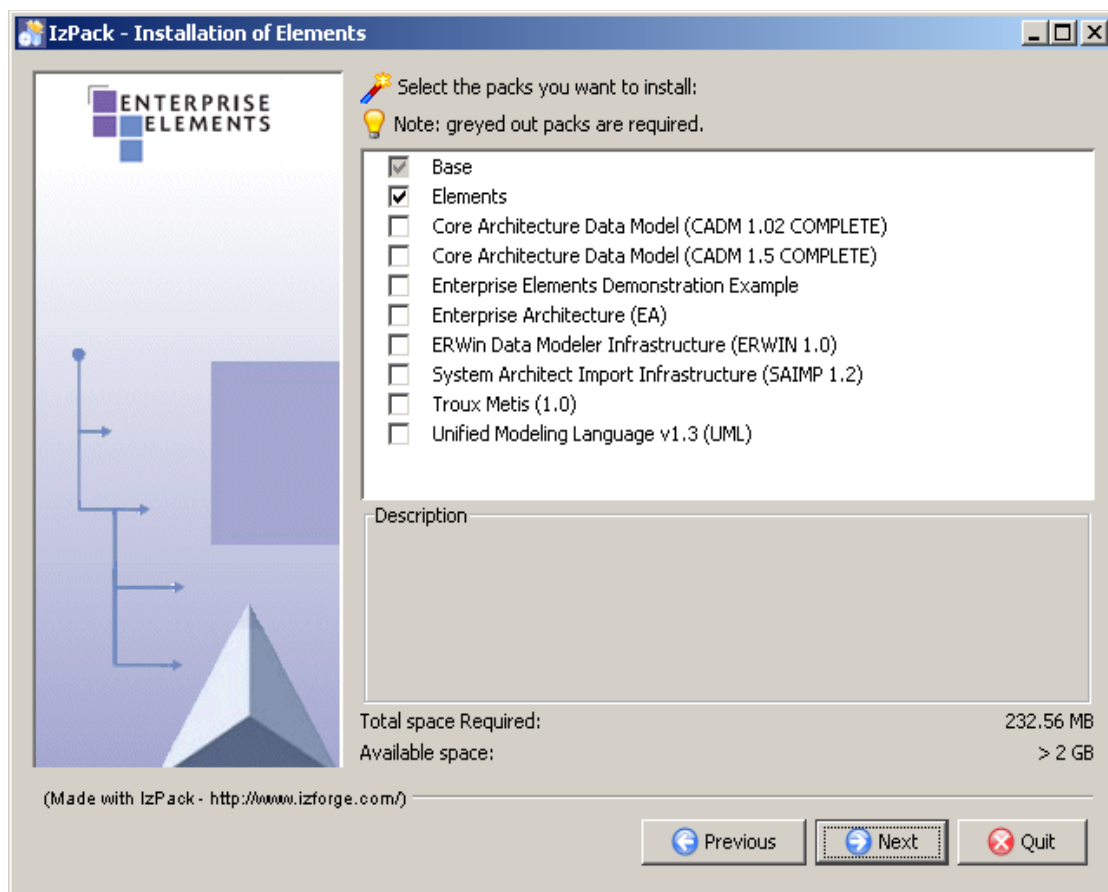 IzPack - Installation of Elements
ENTERPRISE
ELEMENTS
Select the packs you want to install:
Note: greyed out packs are required.
Base
Elements
Core Architecture Data Model (CADM 1.02 COMPLETE)
Core Architecture Data Model (CADM 1.5 COMPLETE)
Enterprise Elements Demonstration Example
Enterprise Architecture (EA)
ERWin Data Modeler Infrastructure (ERWIN 1.0)
System Architect Import Infrastructure (SAIMP 1.2)
Troux Metis (1.0)
Unified Modeling Language v1.3 (UML)
Description
Total space Required: 232.56 MB
Available space: > 2 GB
(Made with IzPack - http://www.izforge.com/)
Previous Next Quit